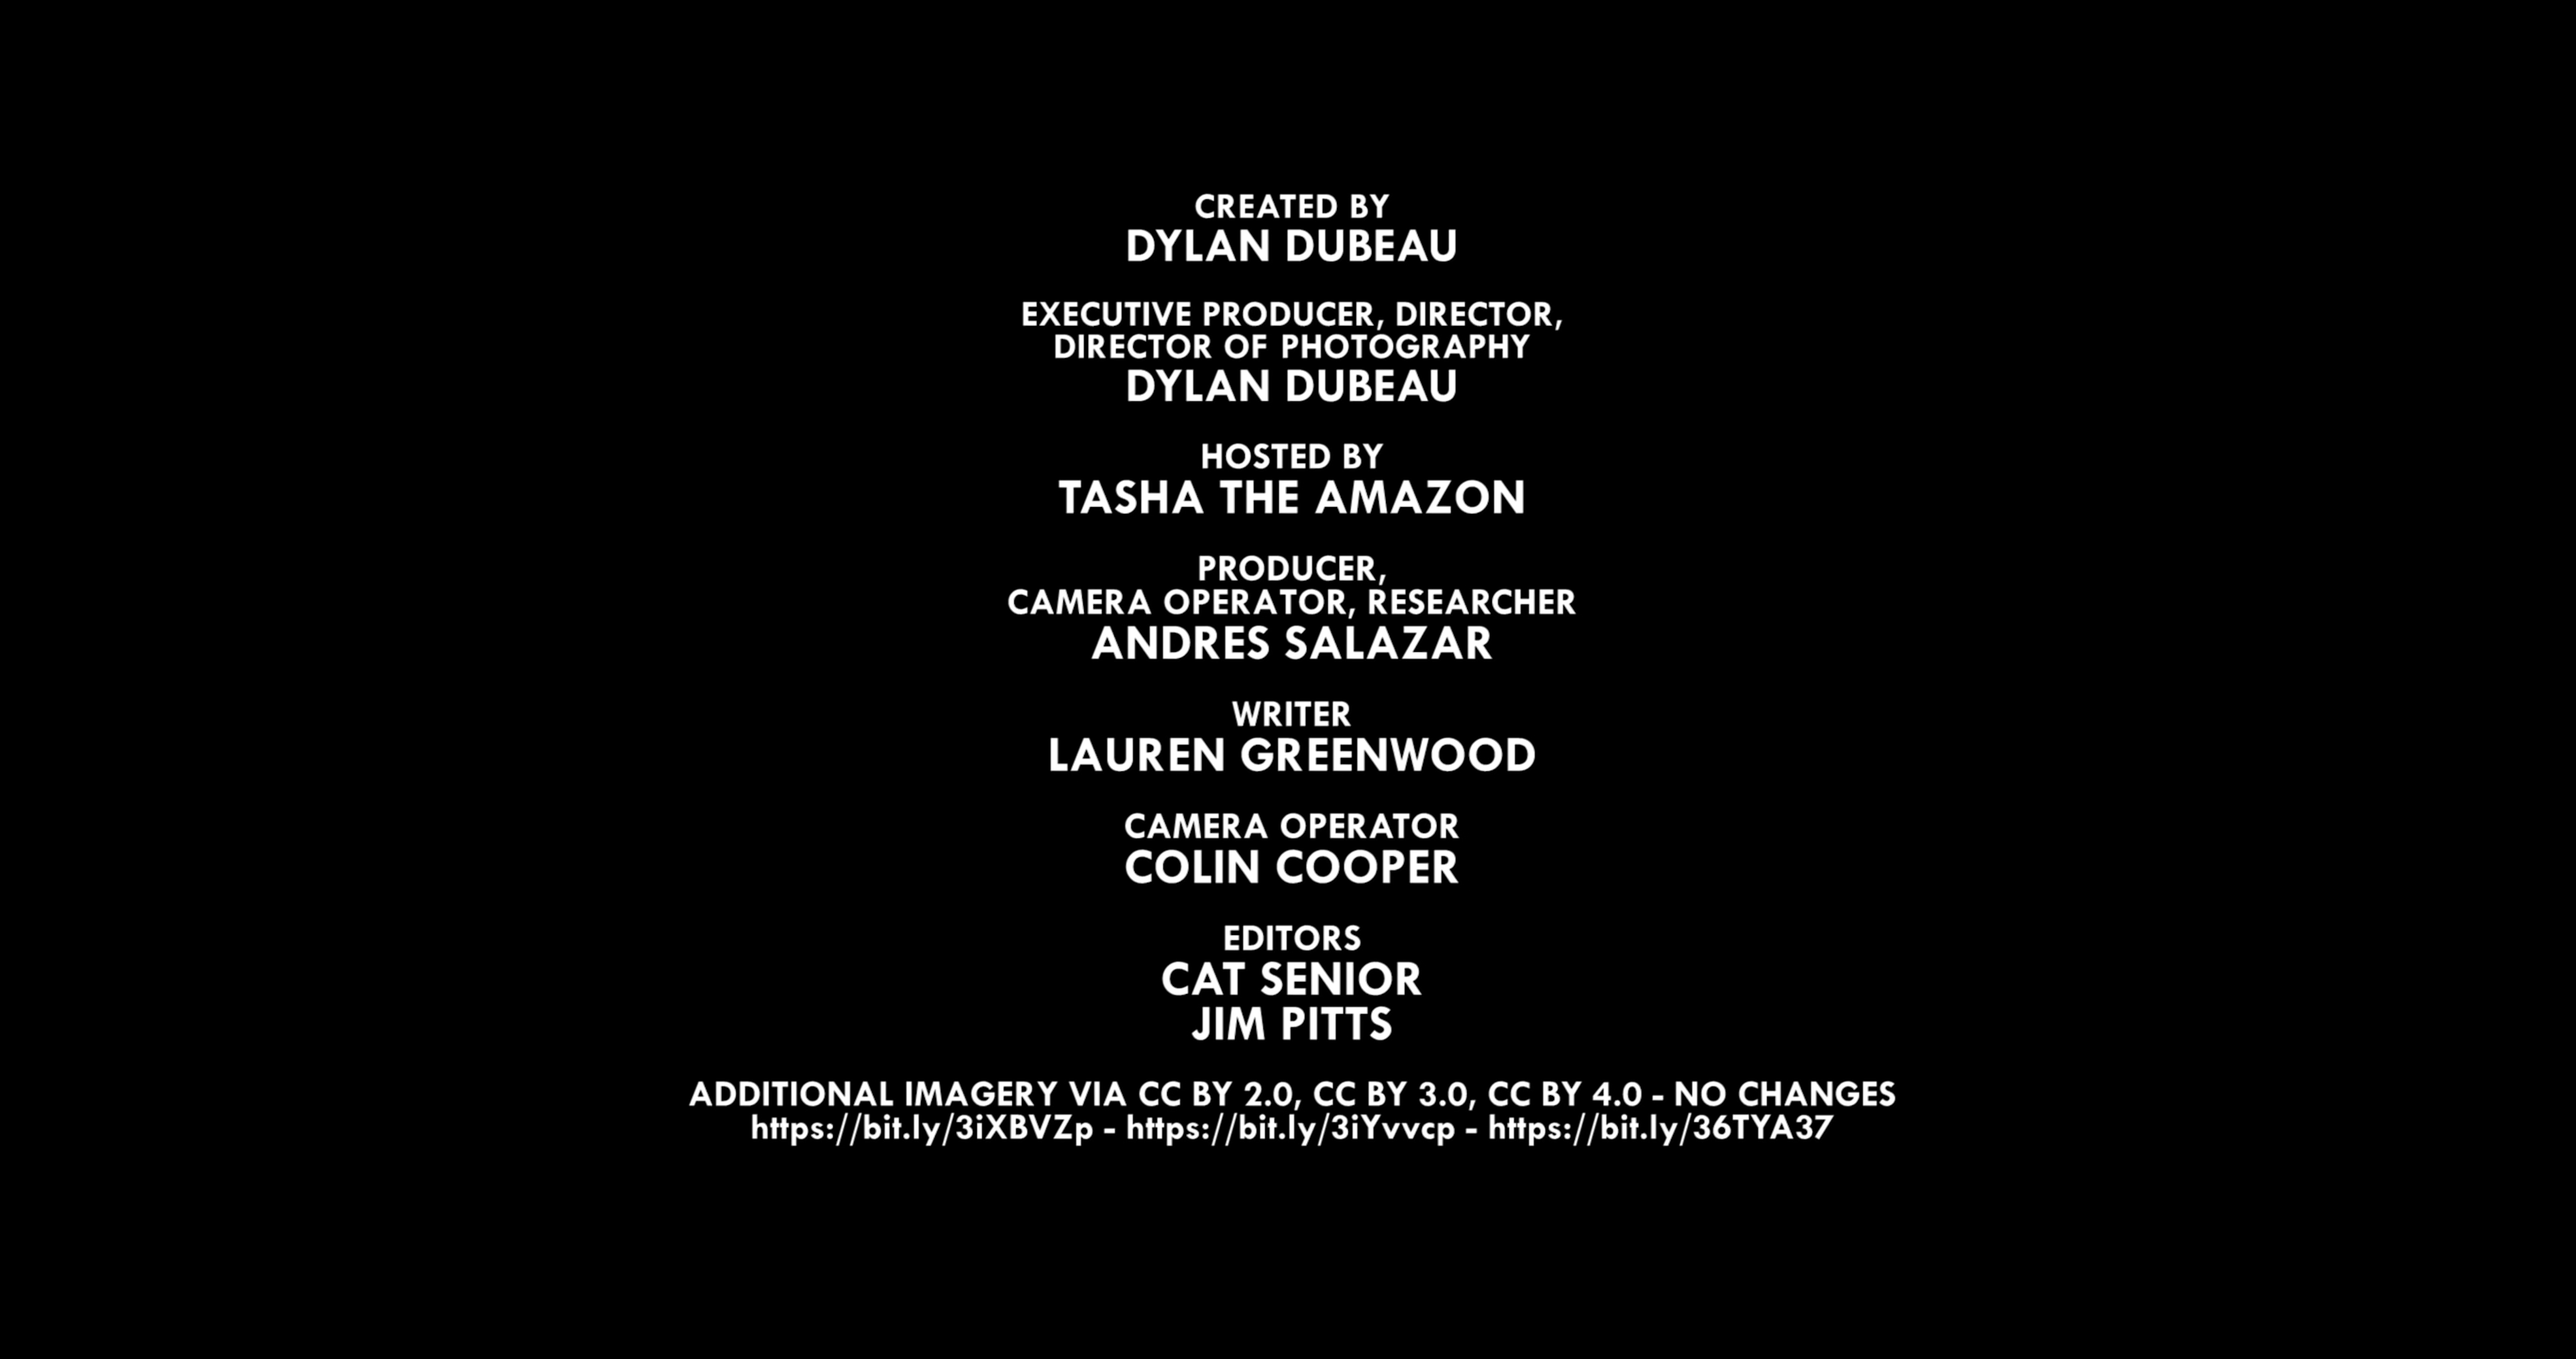 CREATED BY
DYLAN DUBEAU
EXECUTIVE PRODUCER, DIRECTOR,
DIRECTOR OF PHOTOGRAPHY
DYLAN DUBEAU
HOSTED BY
TASHA THE AMAZON
PRODUCER,
CAMERA OPERATOR, RESEARCHER
ANDRES SALAZAR
WRITER
LAUREN GREENWOOD
CAMERA OPERATOR
COLIN COOPER
EDITORS
CAT SENIOR
JIM PITTS
ADDITIONAL IMAGERY VIA CC BY 2.0, CC BY 3.0, CC BY 4.0 - NO CHANGES
https://bit.ly/3iXBVZp - https://bit.ly/3iYvvcp - https://bit.ly/36TYA37